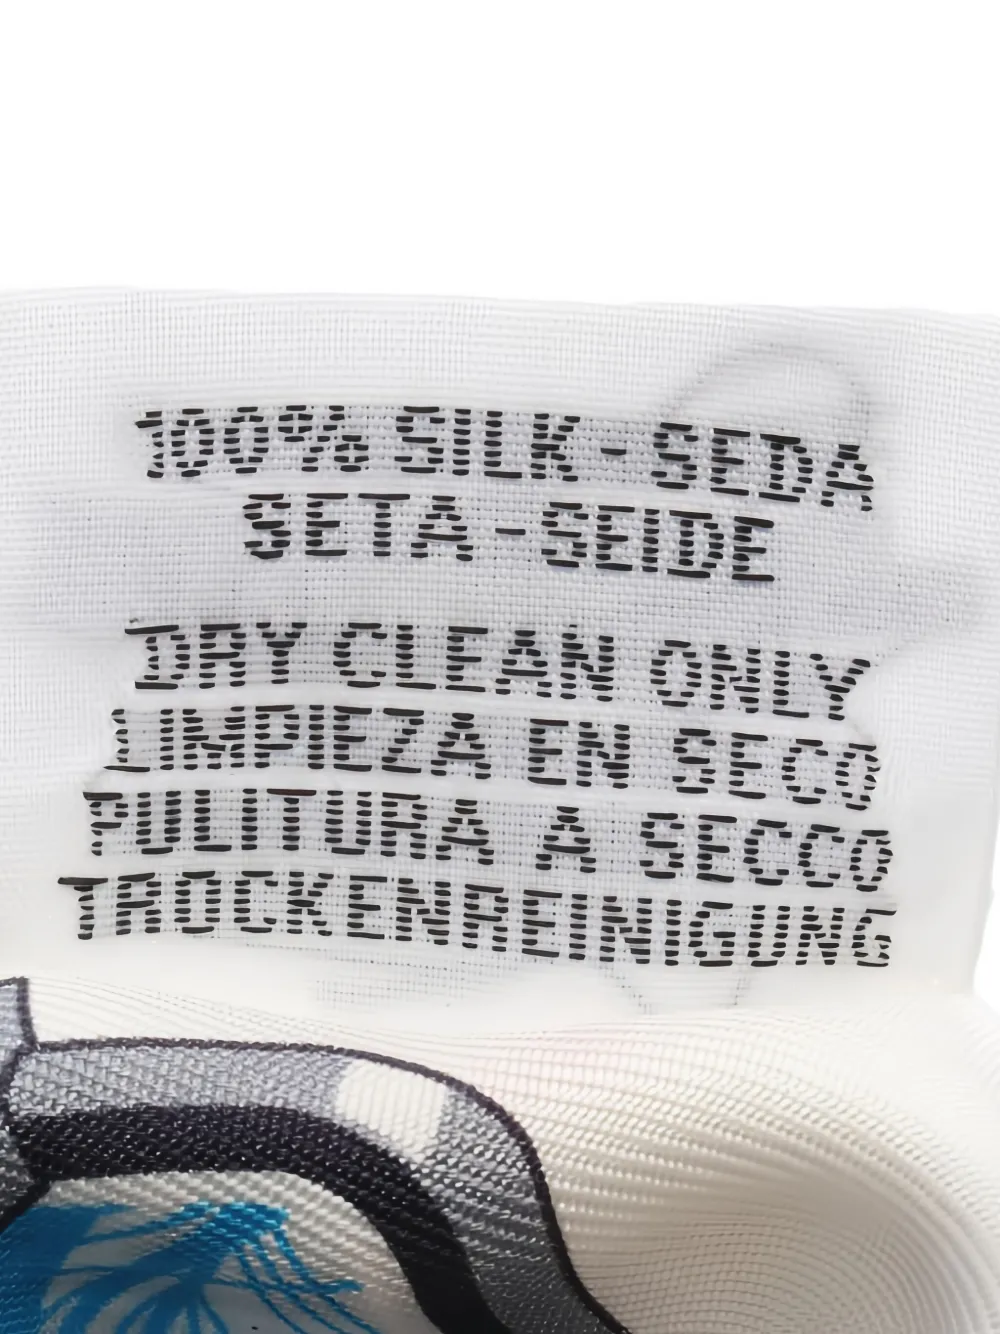 100% SILK - SEDA
SETA - SEIDE
DRY CLEAN ONLY
LIMPIEZA EN SECO
PULITURA A SECCO
TROCKENREINIGUNG